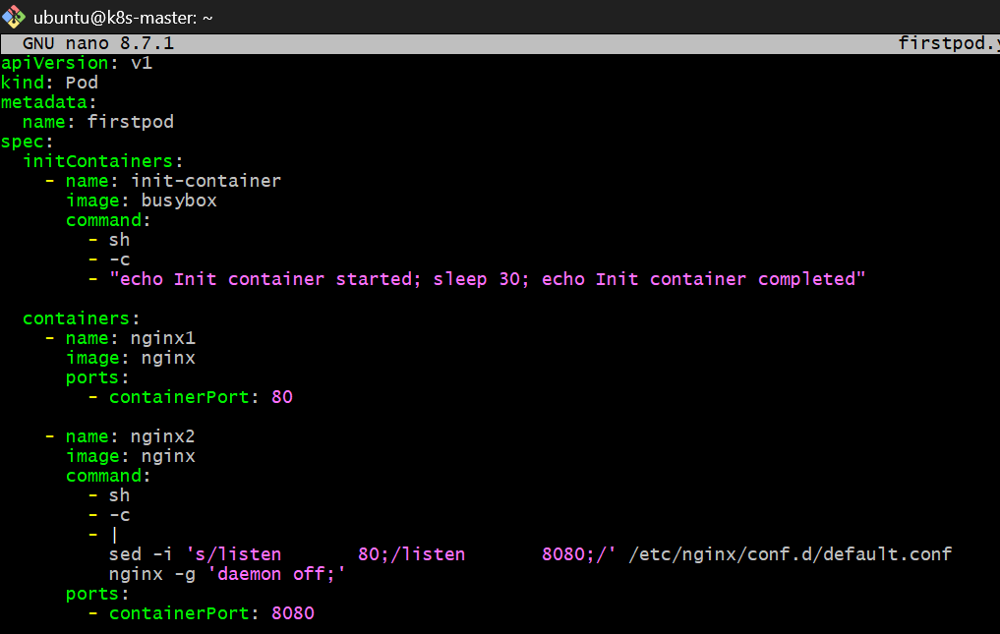 ubuntu@k8s-master: ~
GNU nano 8.7.1 firstpod.y
apiVersion: v1
kind: Pod
metadata:
  name: firstpod
spec:
  initContainers:
    - name: init-container
      image: busybox
      command:
        - sh
        - -c
        - "echo Init container started; sleep 30; echo Init container completed"
  containers:
    - name: nginx1
      image: nginx
      ports:
        - containerPort: 80
    - name: nginx2
      image: nginx
      command:
        - sh
        - -c
        - |
          sed -i 's/listen       80;/listen       8080;/' /etc/nginx/conf.d/default.conf
          nginx -g 'daemon off;'
      ports:
        - containerPort: 8080